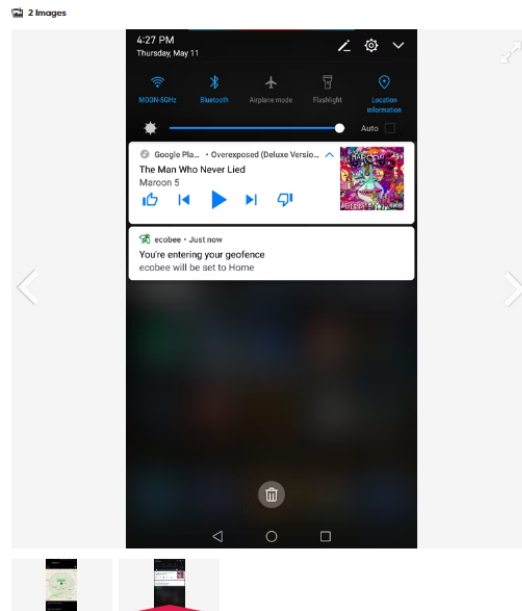 2 Images
4:27 PM
Thursday, May 11
MOON-5GHz Bluetooth Airplane mode Flashlight Location information
Auto
Google Pla... • Overexposed (Deluxe Versio...
The Man Who Never Lied
Maroon 5
ecobee • Just now
You're entering your geofence
ecobee will be set to Home